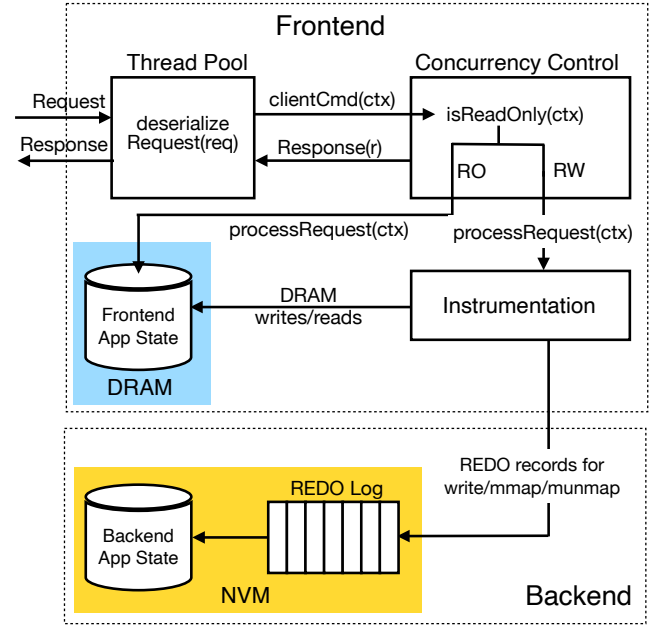 Frontend
Thread Pool
Concurrency Control
Request
Response
deserialize
Request(req)
clientCmd(ctx)
Response(r)
isReadOnly(ctx)
RO
RW
processRequest(ctx)
processRequest(ctx)
Frontend
App State
DRAM
DRAM
writes/reads
Instrumentation
REDO records for
write/mmap/munmap
REDO Log
Backend
App State
NVM
Backend